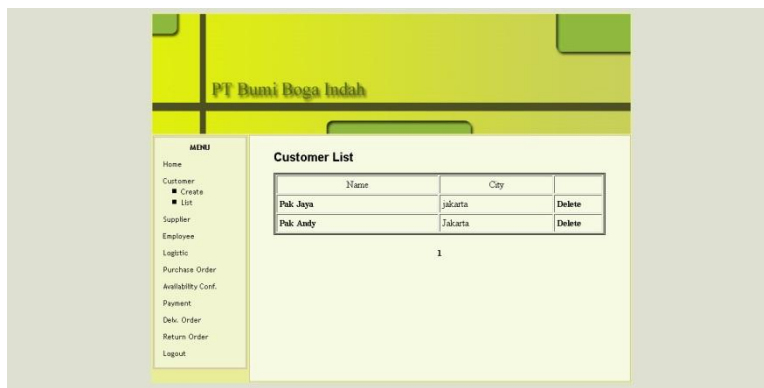 PT Bumi Boga Indah
MENU
Home
Customer
Create
List
Supplier
Employee
Logistic
Purchase Order
Availability Conf.
Payment
Delv. Order
Return Order
Logout
Customer List
Name City
Pak Jaya jakarta Delete
Pak Andy Jakarta Delete
1